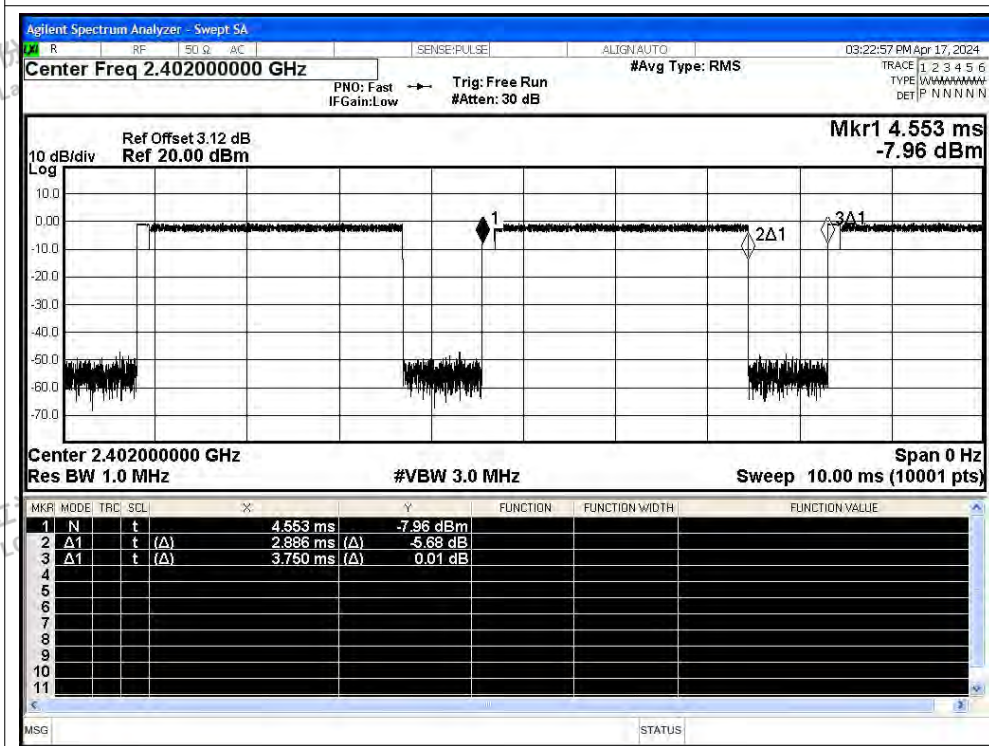 Agilent Spectrum Analyzer - Swept SA
LXI R RF 50 Ω AC SENSE:PULSE ALIGN AUTO 03:22:57 PM Apr 17, 2024
Center Freq 2.402000000 GHz
#Avg Type: RMS
TRACE 1 2 3 4 5 6
PNO: Fast
Trig: Free Run
TYPE WWWWWW
IFGain:Low
#Atten: 30 dB
DET P N N N N N
Mkr1 4.553 ms
-7.96 dBm
Ref Offset 3.12 dB
10 dB/div Ref 20.00 dBm
Log
10.0
0.00
-10.0
-20.0
-30.0
-40.0
-50.0
-60.0
-70.0
1
2Δ1
3Δ1
Center 2.402000000 GHz Span 0 Hz
Res BW 1.0 MHz #VBW 3.0 MHz Sweep 10.00 ms (10001 pts)
MKR MODE TRC SCL X Y FUNCTION FUNCTION WIDTH FUNCTION VALUE
1 N t 4.553 ms -7.96 dBm
2 Δ1 t (Δ) 2.886 ms (Δ) -5.68 dB
3 Δ1 t (Δ) 3.750 ms (Δ) 0.01 dB
4
5
6
7
8
9
10
11
MSG STATUS